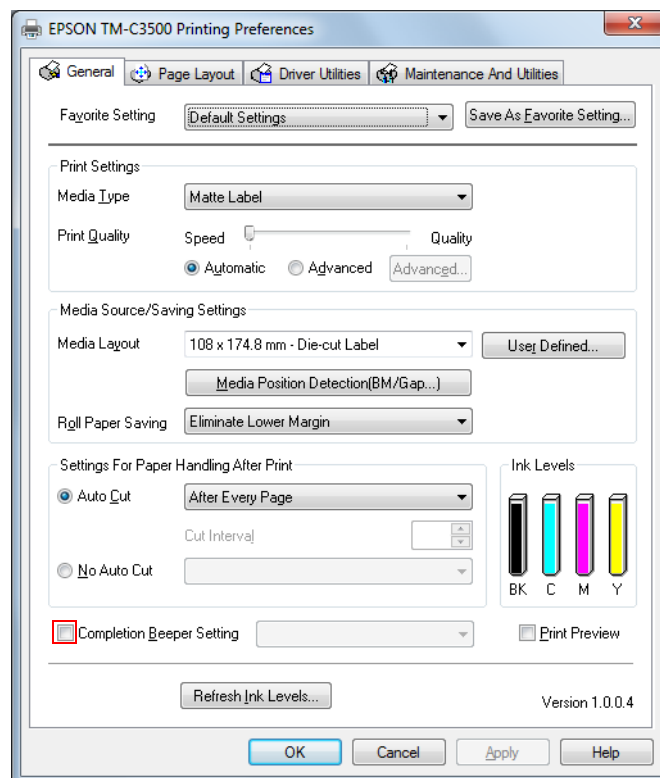 EPSON TM-C3500 Printing Preferences
General Page Layout Driver Utilities Maintenance And Utilities
Favorite Setting Default Settings Save As Favorite Setting...
Print Settings
Media Type Matte Label
Print Quality Speed Quality
Automatic Advanced Advanced...
Media Source/Saving Settings
Media Layout 108 x 174.8 mm - Die-cut Label User Defined...
Media Position Detection(BM/Gap...)
Roll Paper Saving Eliminate Lower Margin
Settings For Paper Handling After Print Ink Levels
Auto Cut After Every Page
Cut Interval
No Auto Cut
BK C M Y
Completion Beeper Setting Print Preview
Refresh Ink Levels... Version 1.0.0.4
OK Cancel Apply Help